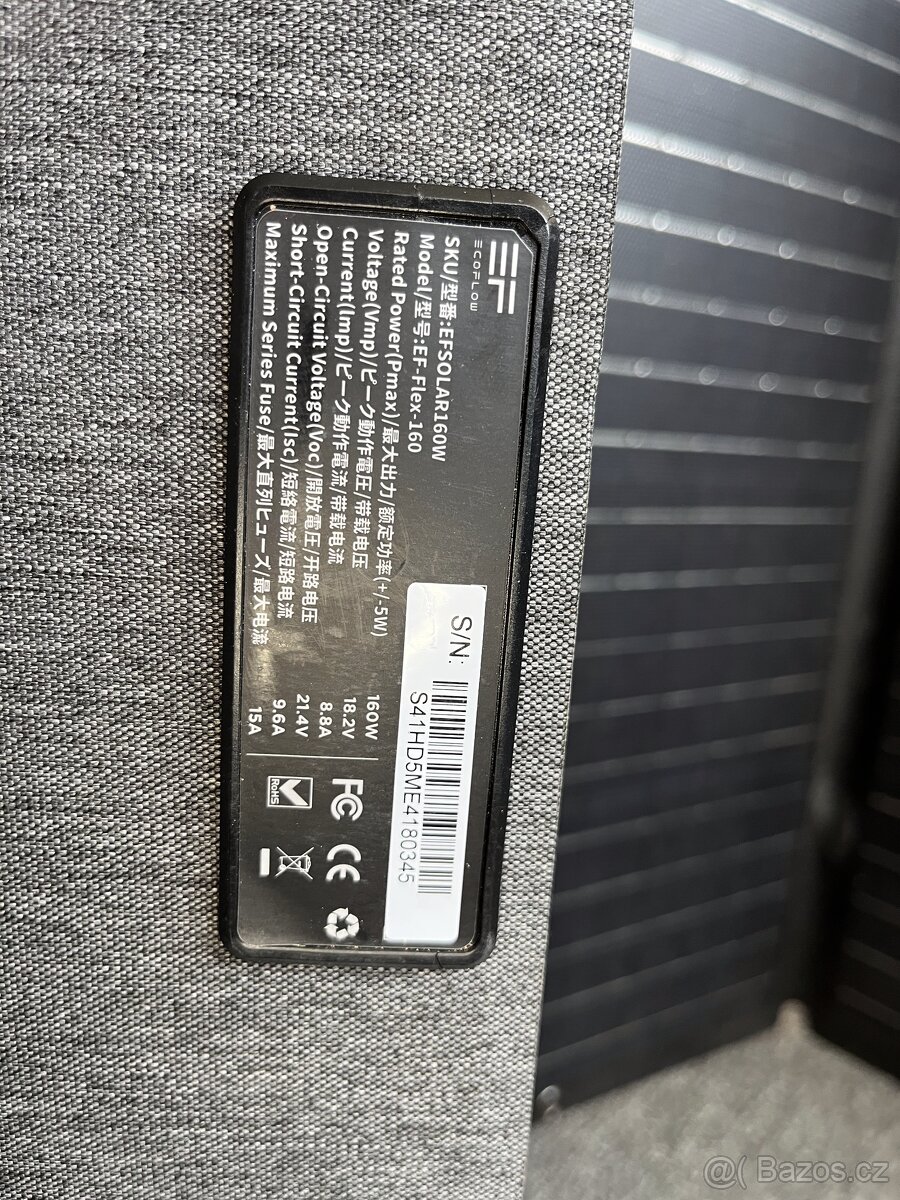 EF
ECOFLOW
SKU/型番:EFSOLAR160W
Model/型号:EF-Flex-160
Rated Power(Pmax)/最大出力/额定功率(+/-5W) 160W
Voltage(Vmp)/ピーク動作電圧/带载电压 18.2V
Current(Imp)/ピーク動作電流/带载电流 8.8A
Open-Circuit Voltage(Voc)/開放電圧/开路电压 21.4V
Short-Circuit Current(Isc)/短絡電流/短路电流 9.6A
Maximum Series Fuse/最大直列ヒューズ/最大电流 15A
S/N:
S41HD5ME4180345
FC CE
RoHS
@( Bazos.cz